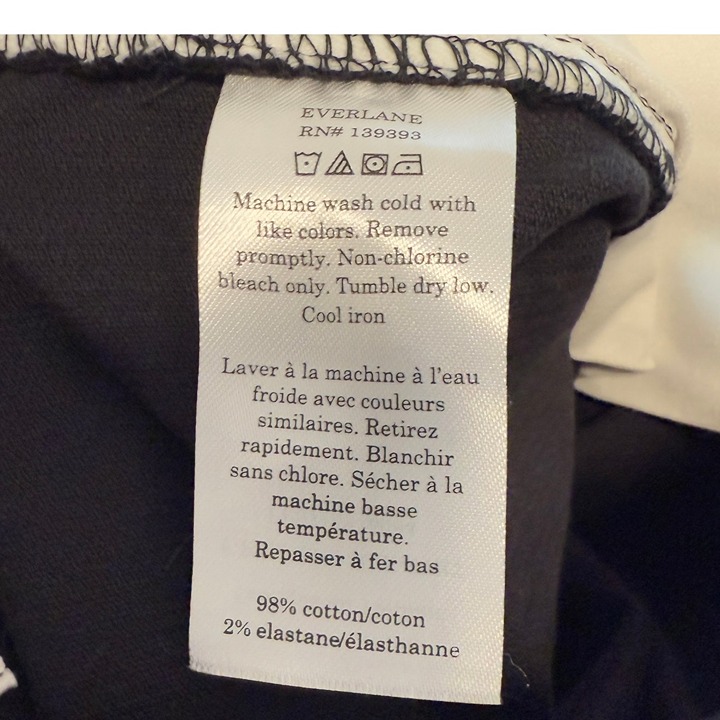 EVERLANE
RN# 139393
Machine wash cold with
like colors. Remove
promptly. Non-chlorine
bleach only. Tumble dry low.
Cool iron
Laver à la machine à l'eau
froide avec couleurs
similaires. Retirez
rapidement. Blanchir
sans chlore. Sécher à la
machine basse
température.
Repasser à fer bas
98% cotton/coton
2% elastane/élasthanne